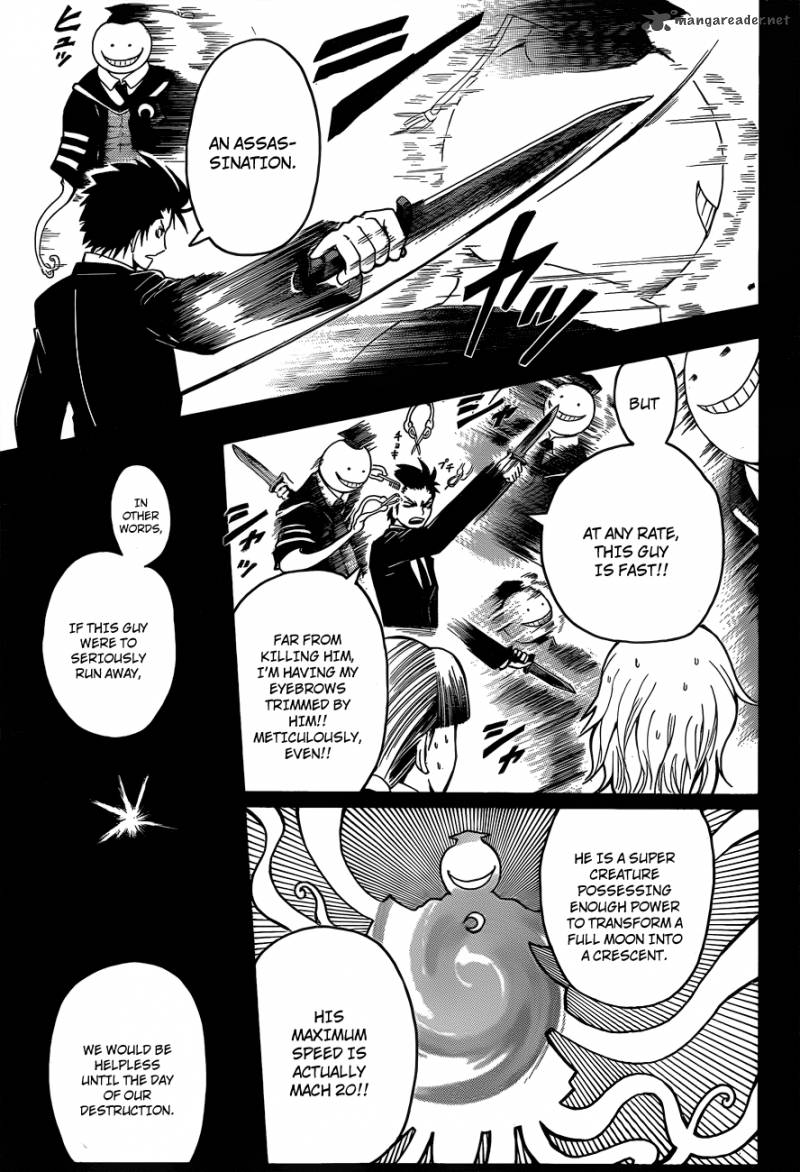 mangareader.net
ヒュッ
AN ASSAS-
SINATION.
BUT
AT ANY RATE,
THIS GUY
IS FAST!!
FAR FROM
KILLING HIM,
I'M HAVING MY
EYEBROWS
TRIMMED BY
HIM!!
METICULOUSLY,
EVEN!!
HE IS A SUPER
CREATURE
POSSESSING
ENOUGH POWER
TO TRANSFORM A
FULL MOON INTO
A CRESCENT.
HIS
MAXIMUM
SPEED IS
ACTUALLY
MACH 20!!
IN
OTHER
WORDS,
IF THIS GUY
WERE TO
SERIOUSLY
RUN AWAY,
WE WOULD BE
HELPLESS
UNTIL THE DAY
OF OUR
DESTRUCTION.